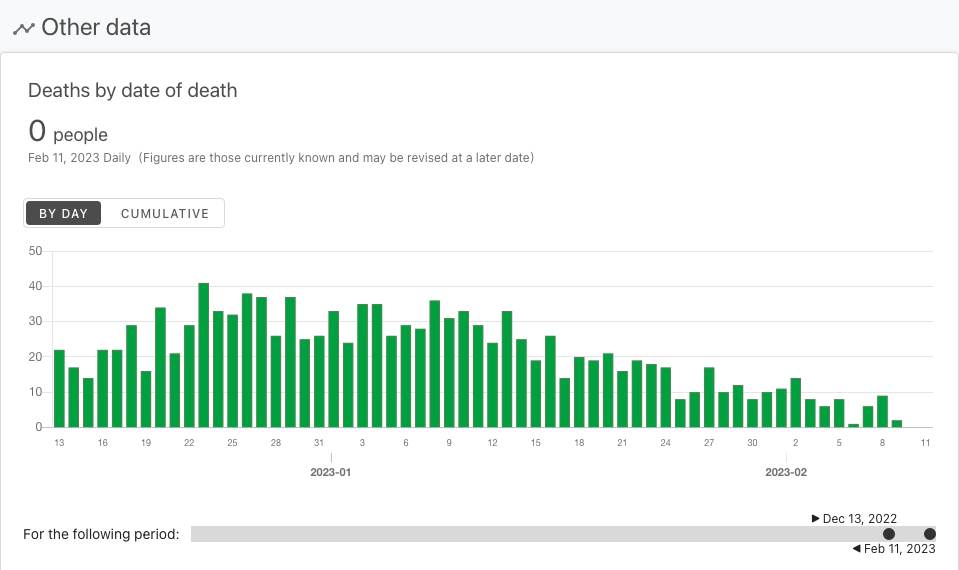 Other data
Deaths by date of death
0 people
Feb 11, 2023 Daily (Figures are those currently known and may be revised at a later date)
BY DAY CUMULATIVE
50
40
30
20
10
0
13 16 19 22 25 28 31 3 6 9 12 15 18 21 24 27 30 2 5 8 11
2023-01 2023-02
▶ Dec 13, 2022
For the following period:
◀ Feb 11, 2023